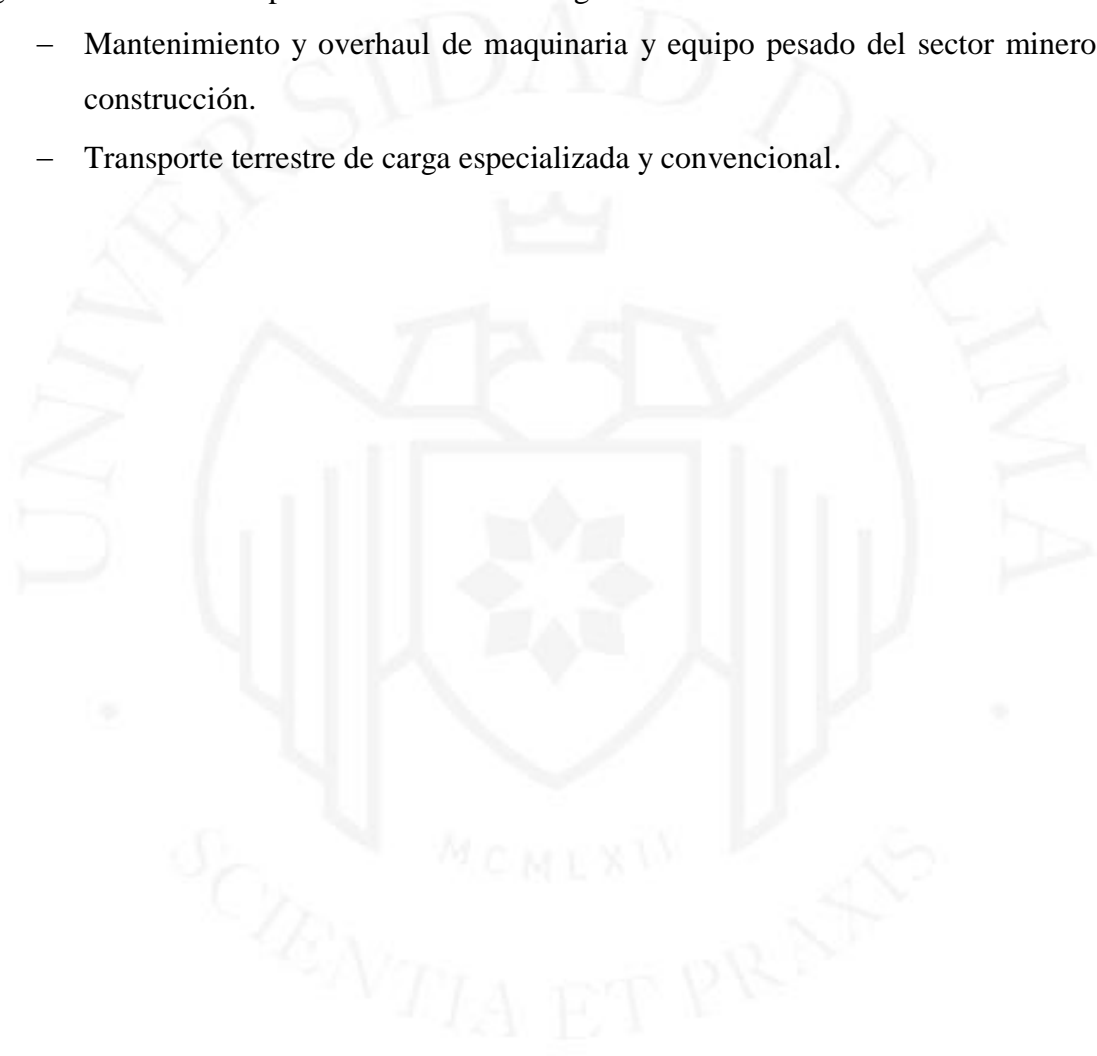 – Mantenimiento y overhaul de maquinaria y equipo pesado del sector minero
construcción.
– Transporte terrestre de carga especializada y convencional.
UNIVERSIDAD DE LIMA
MCMLXII
SCIENTIA ET PRAXIS